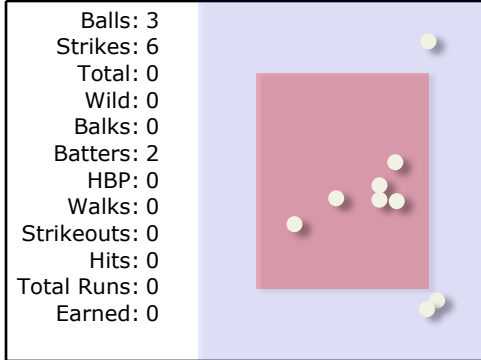 Balls: 3
Strikes: 6
Total: 0
Wild: 0
Balks: 0
Batters: 2
HBP: 0
Walks: 0
Strikeouts: 0
Hits: 0
Total Runs: 0
Earned: 0